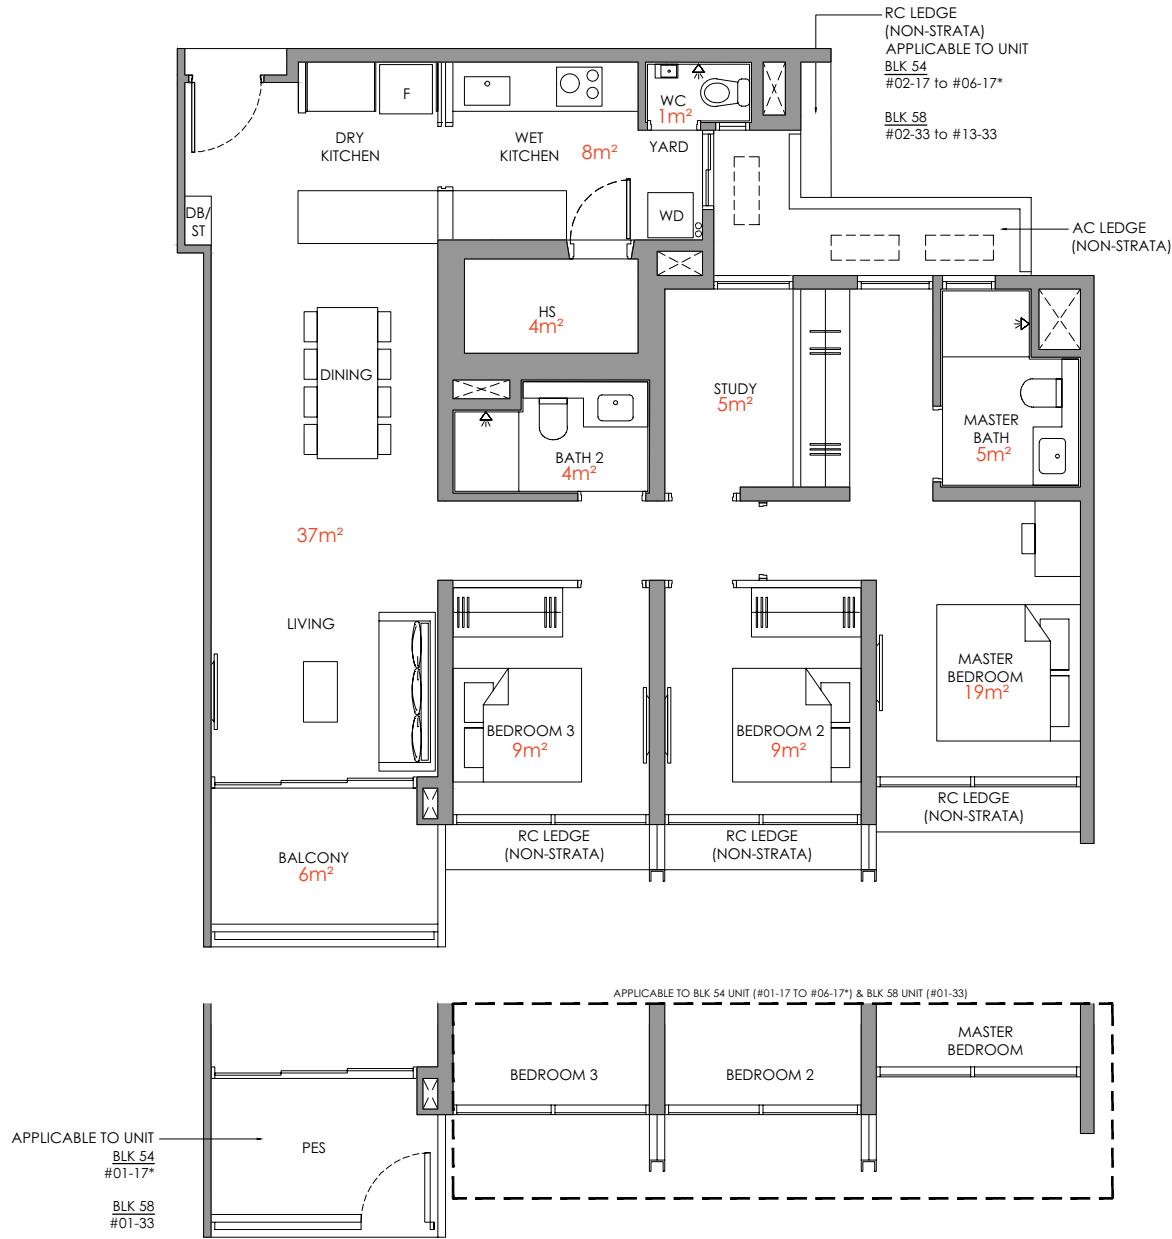 RC LEDGE
(NON-STRATA)
APPLICABLE TO UNIT
BLK 54
#02-17 to #06-17*
BLK 58
#02-33 to #13-33
F
WC
1m²
DRY
KITCHEN
WET
KITCHEN
8m²
YARD
DB/
ST
WD
AC LEDGE
(NON-STRATA)
HS
4m²
DINING
STUDY
5m²
MASTER
BATH
5m²
BATH 2
4m²
37m²
LIVING
MASTER
BEDROOM
19m²
BEDROOM 3
9m²
BEDROOM 2
9m²
RC LEDGE
(NON-STRATA)
RC LEDGE
(NON-STRATA)
RC LEDGE
(NON-STRATA)
BALCONY
6m²
APPLICABLE TO BLK 54 UNIT (#01-17 TO #06-17*) & BLK 58 UNIT (#01-33)
MASTER
BEDROOM
BEDROOM 3
BEDROOM 2
APPLICABLE TO UNIT
BLK 54
#01-17*
BLK 58
#01-33
PES